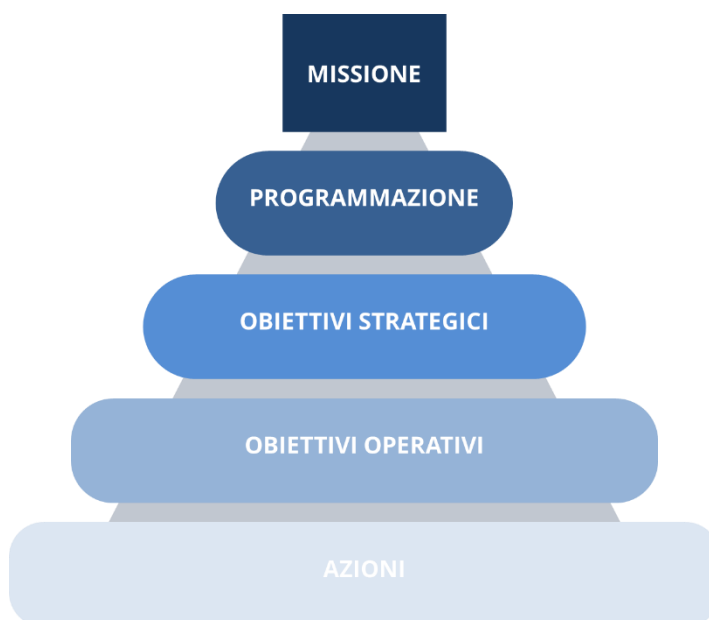 MISSIONE
PROGRAMMAZIONE
OBIETTIVI STRATEGICI
OBIETTIVI OPERATIVI
AZIONI